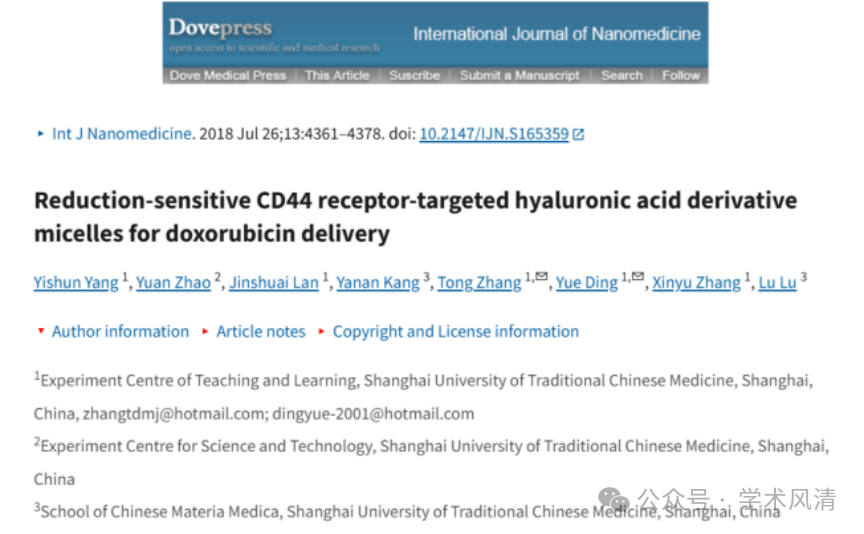 Dovepress
open access to scientific and medical research
International Journal of Nanomedicine
Dove Medical Press | This Article | Suscribe | Submit a Manuscript | Search | Follow
Int J Nanomedicine. 2018 Jul 26;13:4361–4378. doi: 10.2147/IJN.S165359
Reduction-sensitive CD44 receptor-targeted hyaluronic acid derivative
micelles for doxorubicin delivery
Yishun Yang 1, Yuan Zhao 2, Jinshuai Lan 1, Yanan Kang 3, Tong Zhang 1,✉, Yue Ding 1,✉, Xinyu Zhang 1, Lu Lu 3
Author information ▸ Article notes ▸ Copyright and License information
1Experiment Centre of Teaching and Learning, Shanghai University of Traditional Chinese Medicine, Shanghai,
China, zhangtdmj@hotmail.com; dingyue-2001@hotmail.com
2Experiment Centre for Science and Technology, Shanghai University of Traditional Chinese Medicine, Shanghai,
China
3School of Chinese Materia Medica, Shanghai University of Traditional Chinese Medicine, Shanghai, China
公众号 · 学术风清